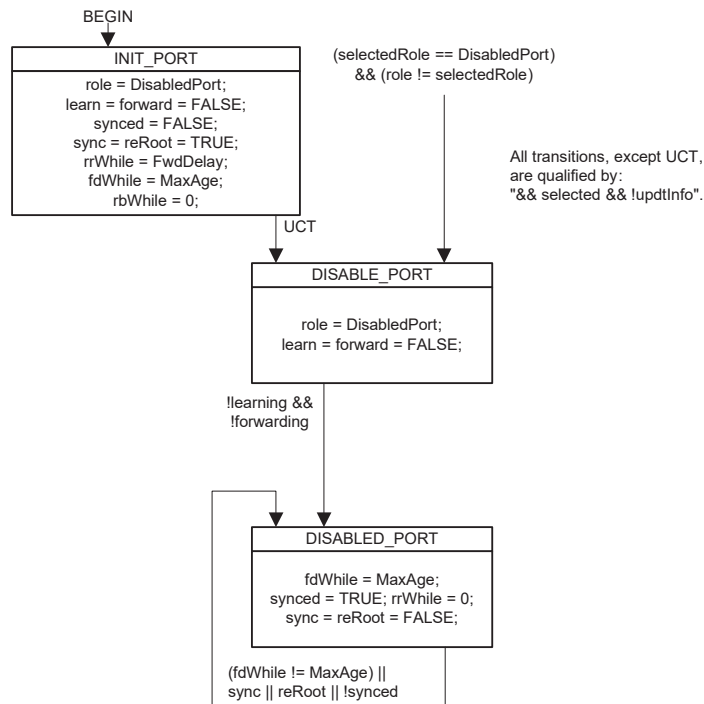 BEGIN
INIT_PORT
role = DisabledPort;
learn = forward = FALSE;
synced = FALSE;
sync = reRoot = TRUE;
rrWhile = FwdDelay;
fdWhile = MaxAge;
rbWhile = 0;
(selectedRole == DisabledPort)
&& (role != selectedRole)
All transitions, except UCT,
are qualified by:
"&& selected && !updtInfo".
UCT
DISABLE_PORT
role = DisabledPort;
learn = forward = FALSE;
!learning &&
!forwarding
DISABLED_PORT
fdWhile = MaxAge;
synced = TRUE; rrWhile = 0;
sync = reRoot = FALSE;
(fdWhile != MaxAge) ||
sync || reRoot || !synced